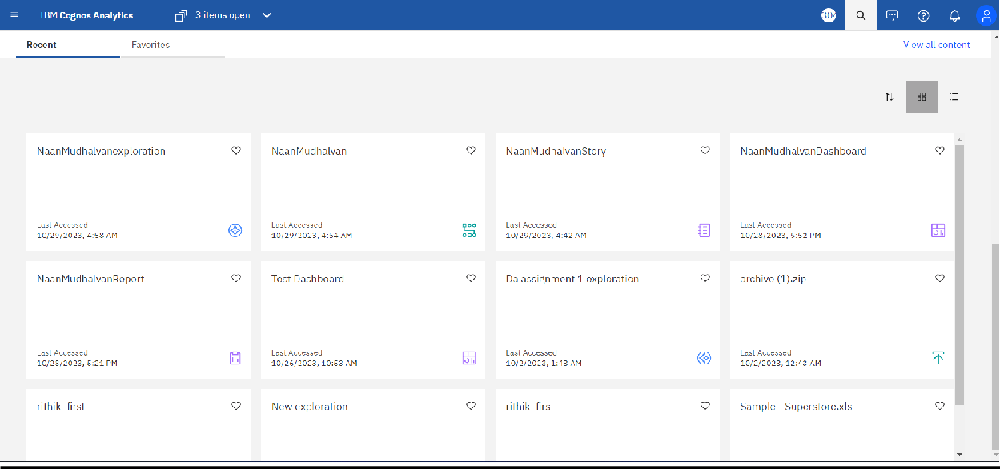 IBM Cognos Analytics
3 items open
Recent
Favorites
View all content
NaanMudhalvanexploration
NaanMudhalvan
NaanMudhalvanStory
NaanMudhalvanDashboard
Last Accessed
10/29/2023, 4:58 AM
Last Accessed
10/29/2023, 4:54 AM
Last Accessed
10/29/2023, 4:42 AM
Last Accessed
10/28/2023, 5:52 PM
NaanMudhalvanReport
Test Dashboard
Da assignment 1 exploration
archive (1).zip
Last Accessed
10/28/2023, 5:21 PM
Last Accessed
10/26/2023, 10:53 AM
Last Accessed
10/2/2023, 1:48 AM
Last Accessed
10/2/2023, 12:43 AM
rithik_first
New exploration
rithik_first
Sample - Superstore.xls